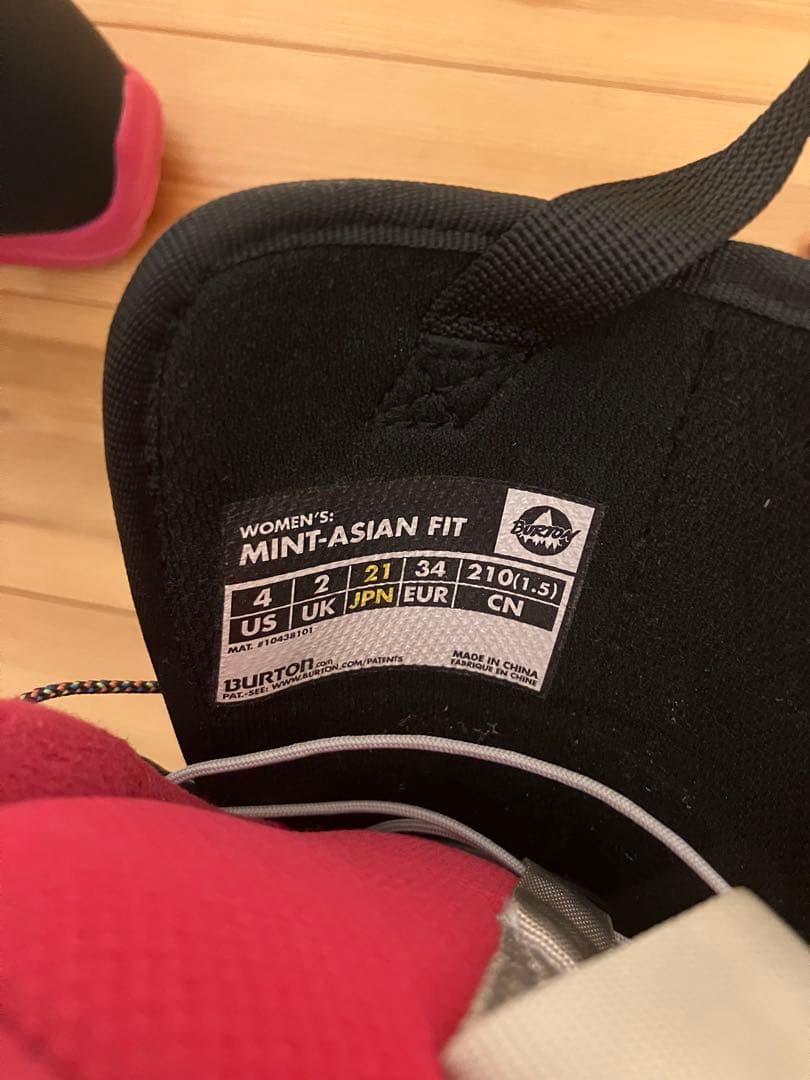 WOMEN'S:
MINT-ASIAN FIT
BURTON
4 2 21 34 210(1.5)
US UK JPN EUR CN
MAT. #10438101
BURTON.com
PAT.-SEE: WWW.BURTON.COM/PATENTS
MADE IN CHINA
FABRIQUE EN CHINE